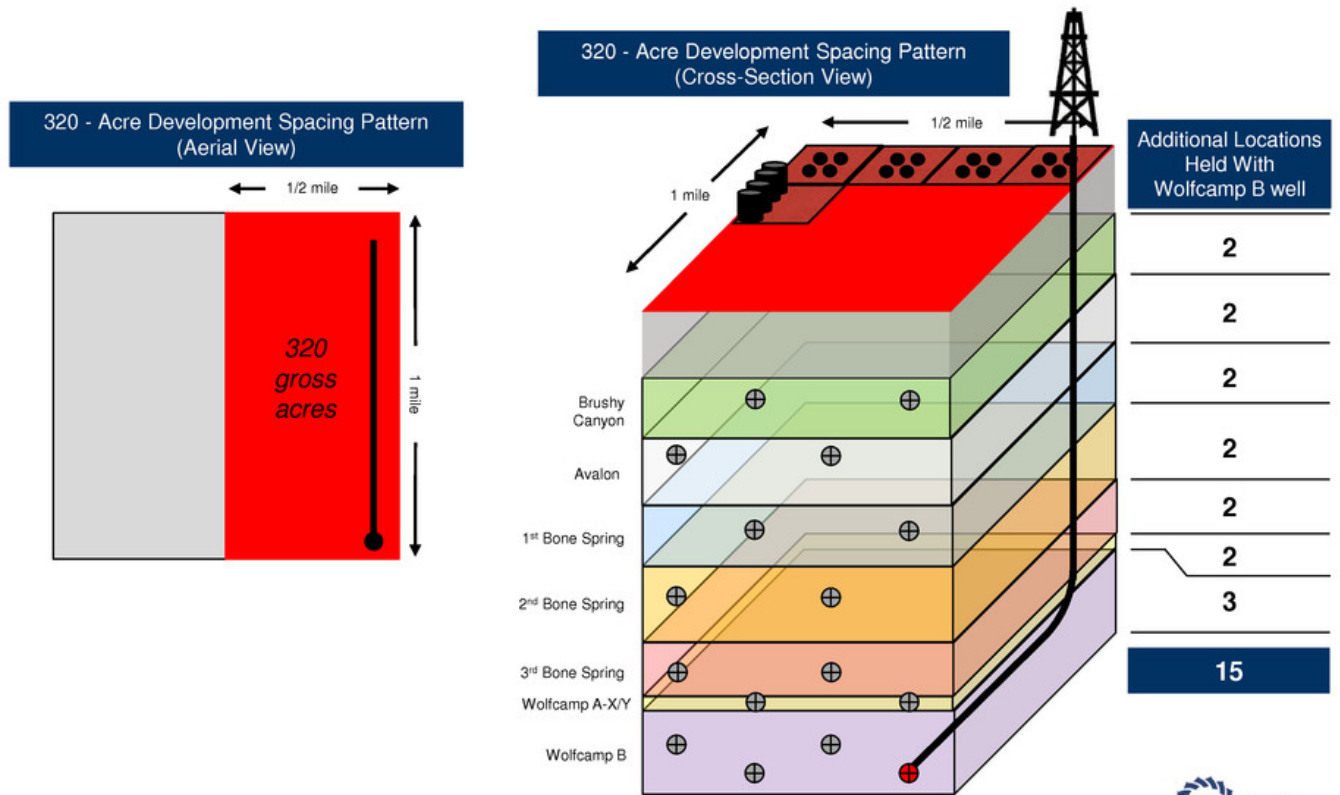 320 - Acre Development Spacing Pattern
(Aerial View)
1/2 mile
320
gross
acres
1 mile
320 - Acre Development Spacing Pattern
(Cross-Section View)
1/2 mile
1 mile
Additional Locations
Held With
Wolfcamp B well
Brushy
Canyon
2
Avalon
2
1st Bone Spring
2
2nd Bone Spring
2
3rd Bone Spring
2
Wolfcamp A-X/Y
2
Wolfcamp B
3
15